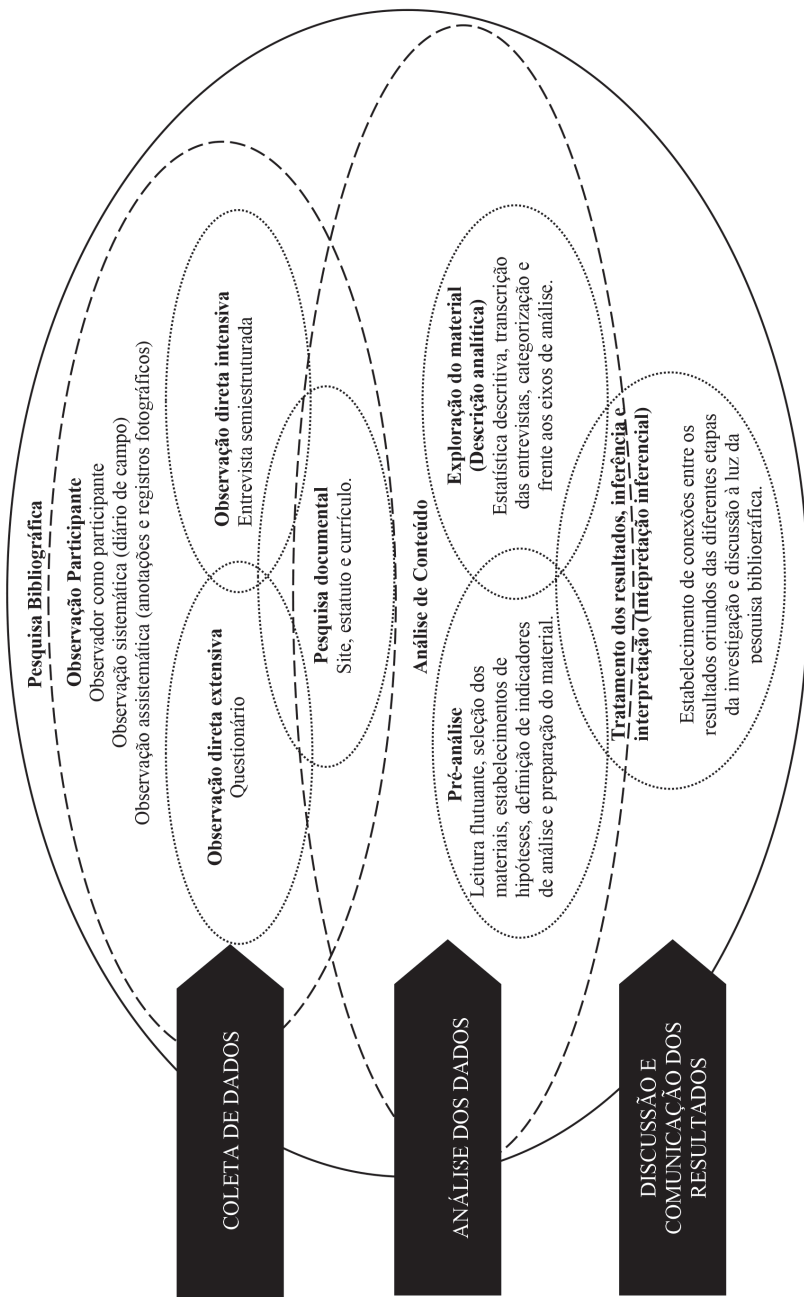 Pesquisa Bibliográfica
Observação Participante
Observador como participante
Observação sistemática (diário de campo)
Observação assistemática (anotações e registros fotográficos)
COLETA DE DADOS
Observação direta extensiva
Questionário
Observação direta intensiva
Entrevista semiestruturada
Pesquisa documental
Site, estatuto e currículo.
ANÁLISE DOS DADOS
Análise de Conteúdo
Pré-análise
Leitura flutuante, seleção dos
materiais, estabelecimentos de
hipóteses, definição de indicadores
de análise e preparação do material.
Exploração do material
(Descrição analítica)
Estatística descritiva, transcrição
das entrevistas, categorização e
frente aos eixos de análise.
DISCUSSÃO E
COMUNICAÇÃO DOS
RESULTADOS
Tratamento dos resultados, inferência e
interpretação (Intepretação inferencial)
Estabelecimento de conexões entre os
resultados oriundos das diferentes etapas
da investigação e discussão à luz da
pesquisa bibliográfica.